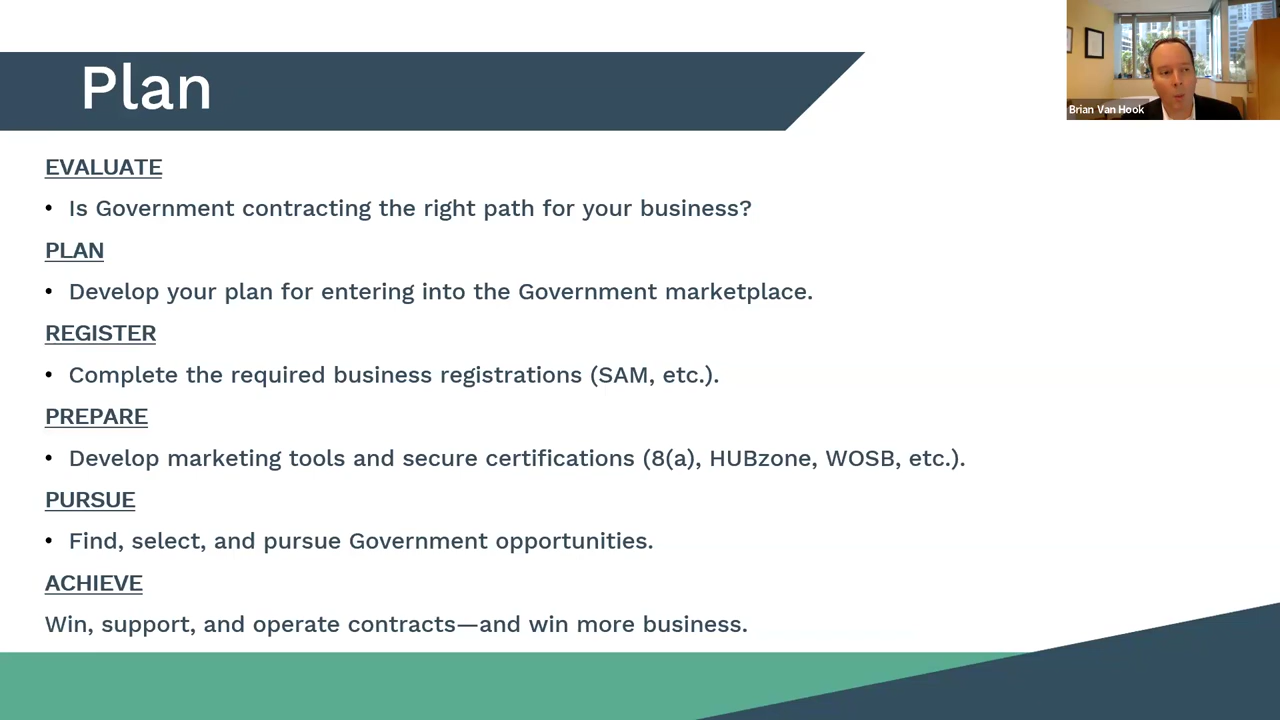 Plan
Brian Van Hook
EVALUATE
• Is Government contracting the right path for your business?
PLAN
• Develop your plan for entering into the Government marketplace.
REGISTER
• Complete the required business registrations (SAM, etc.).
PREPARE
• Develop marketing tools and secure certifications (8(a), HUBzone, WOSB, etc.).
PURSUE
• Find, select, and pursue Government opportunities.
ACHIEVE
Win, support, and operate contracts—and win more business.